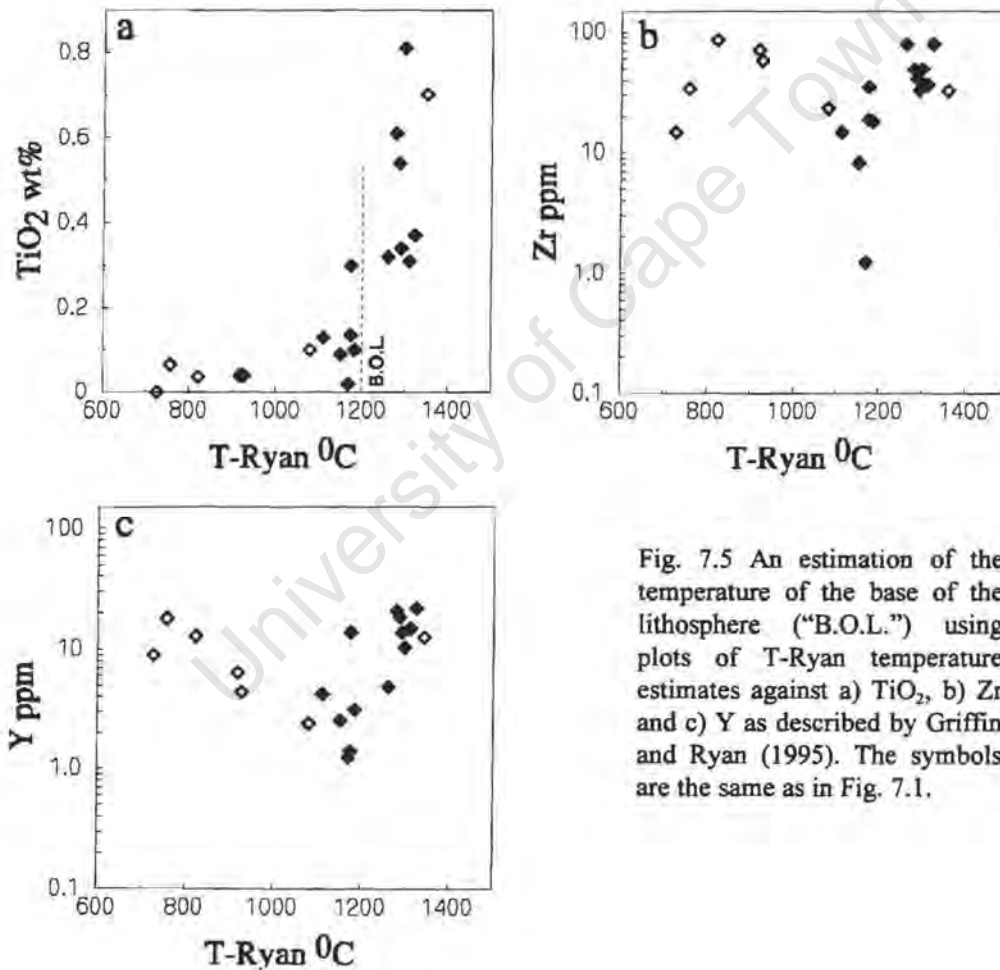 a
0.8
0.6
0.4
0.2
0
TiO2 wt%
B.O.L
600 800 1000 1200 1400
T-Ryan ⁰C
b
100
10
1.0
0.1
Zr ppm
600 800 1000 1200 1400
T-Ryan ⁰C
c
100
10
1.0
0.1
Y ppm
600 800 1000 1200 1400
T-Ryan ⁰C
Fig. 7.5 An estimation of the
temperature of the base of the
lithosphere (“B.O.L.”) using
plots of T-Ryan temperature
estimates against a) TiO₂, b) Zr
and c) Y as described by Griffin
and Ryan (1995). The symbols
are the same as in Fig. 7.1.
University of Cape Town